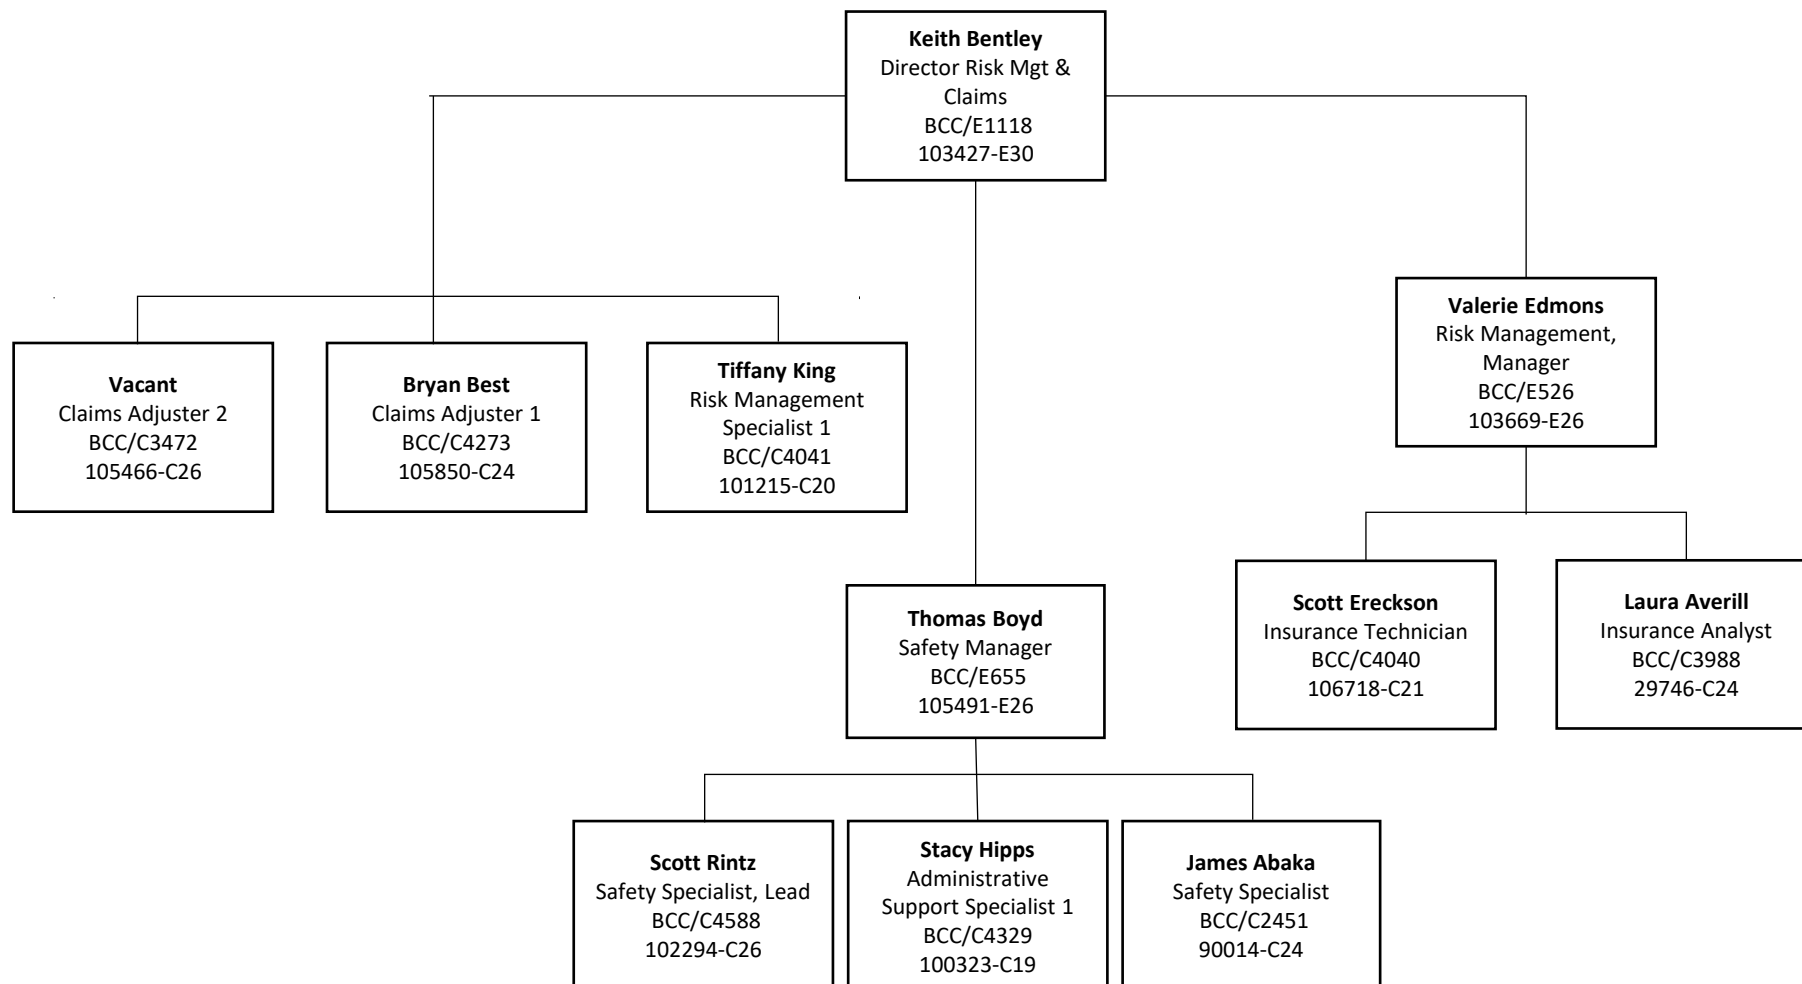 Keith Bentley
Director Risk Mgt &
Claims
BCC/E1118
103427-E30
Vacant
Claims Adjuster 2
BCC/C3472
105466-C26
Bryan Best
Claims Adjuster 1
BCC/C4273
105850-C24
Tiffany King
Risk Management
Specialist 1
BCC/C4041
101215-C20
Valerie Edmons
Risk Management,
Manager
BCC/E526
103669-E26
Thomas Boyd
Safety Manager
BCC/E655
105491-E26
Scott Ereckson
Insurance Technician
BCC/C4040
106718-C21
Laura Averill
Insurance Analyst
BCC/C3988
29746-C24
Scott Rintz
Safety Specialist, Lead
BCC/C4588
102294-C26
Stacy Hipps
Administrative
Support Specialist 1
BCC/C4329
100323-C19
James Abaka
Safety Specialist
BCC/C2451
90014-C24